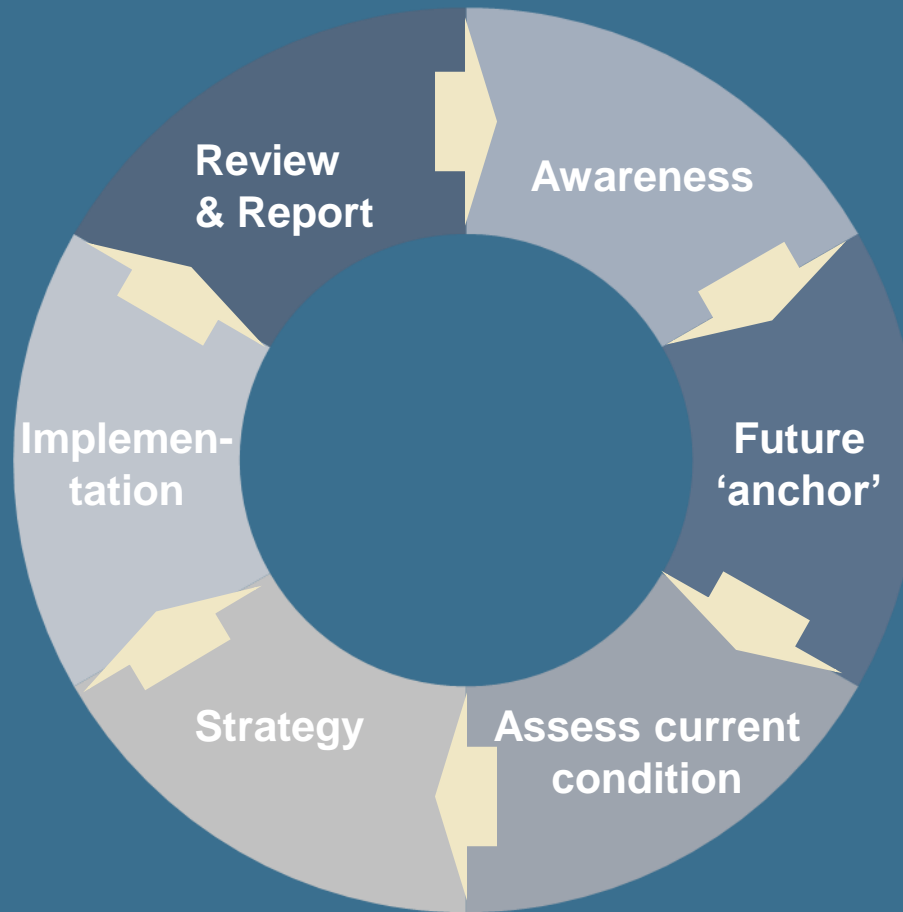 Review
& Report
Awareness
Future
‘anchor’
Assess current
condition
Strategy
Implemen-
tation